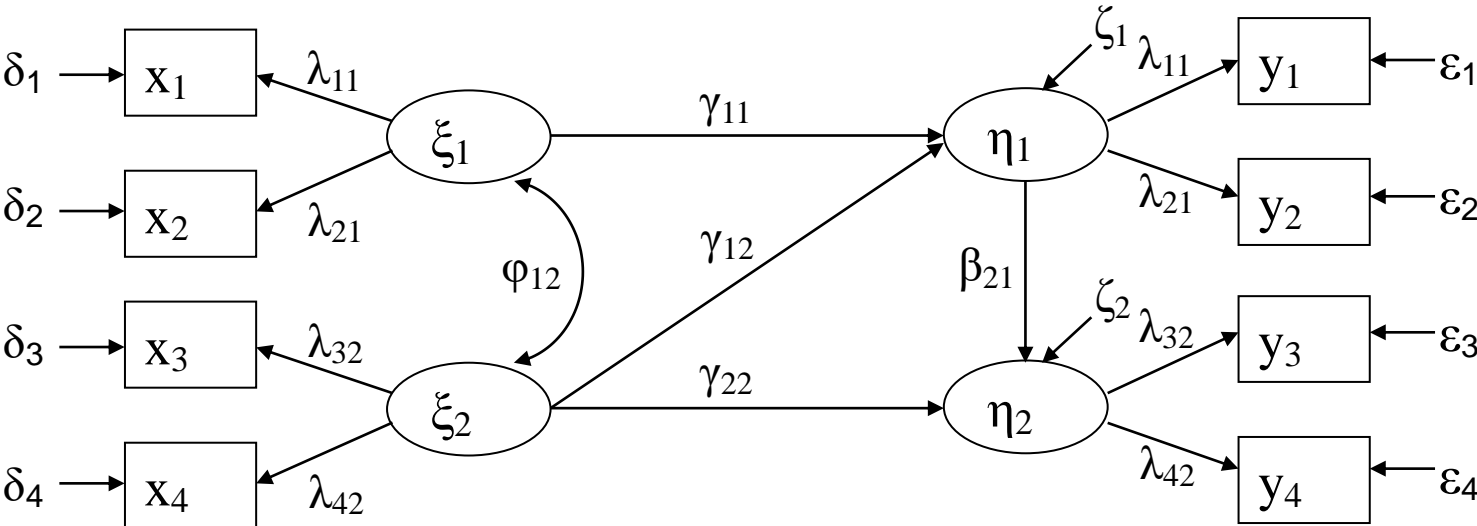 δ₁ x₁ λ₁₁ ζ₁ λ₁₁ y₁ ε₁
ξ₁ γ₁₁ η₁
δ₂ x₂ λ₂₁ λ₂₁ y₂ ε₂
φ₁₂ γ₁₂ β₂₁
δ₃ x₃ λ₃₂ ζ₂ λ₃₂ y₃ ε₃
ξ₂ γ₂₂ η₂
δ₄ x₄ λ₄₂ λ₄₂ y₄ ε₄